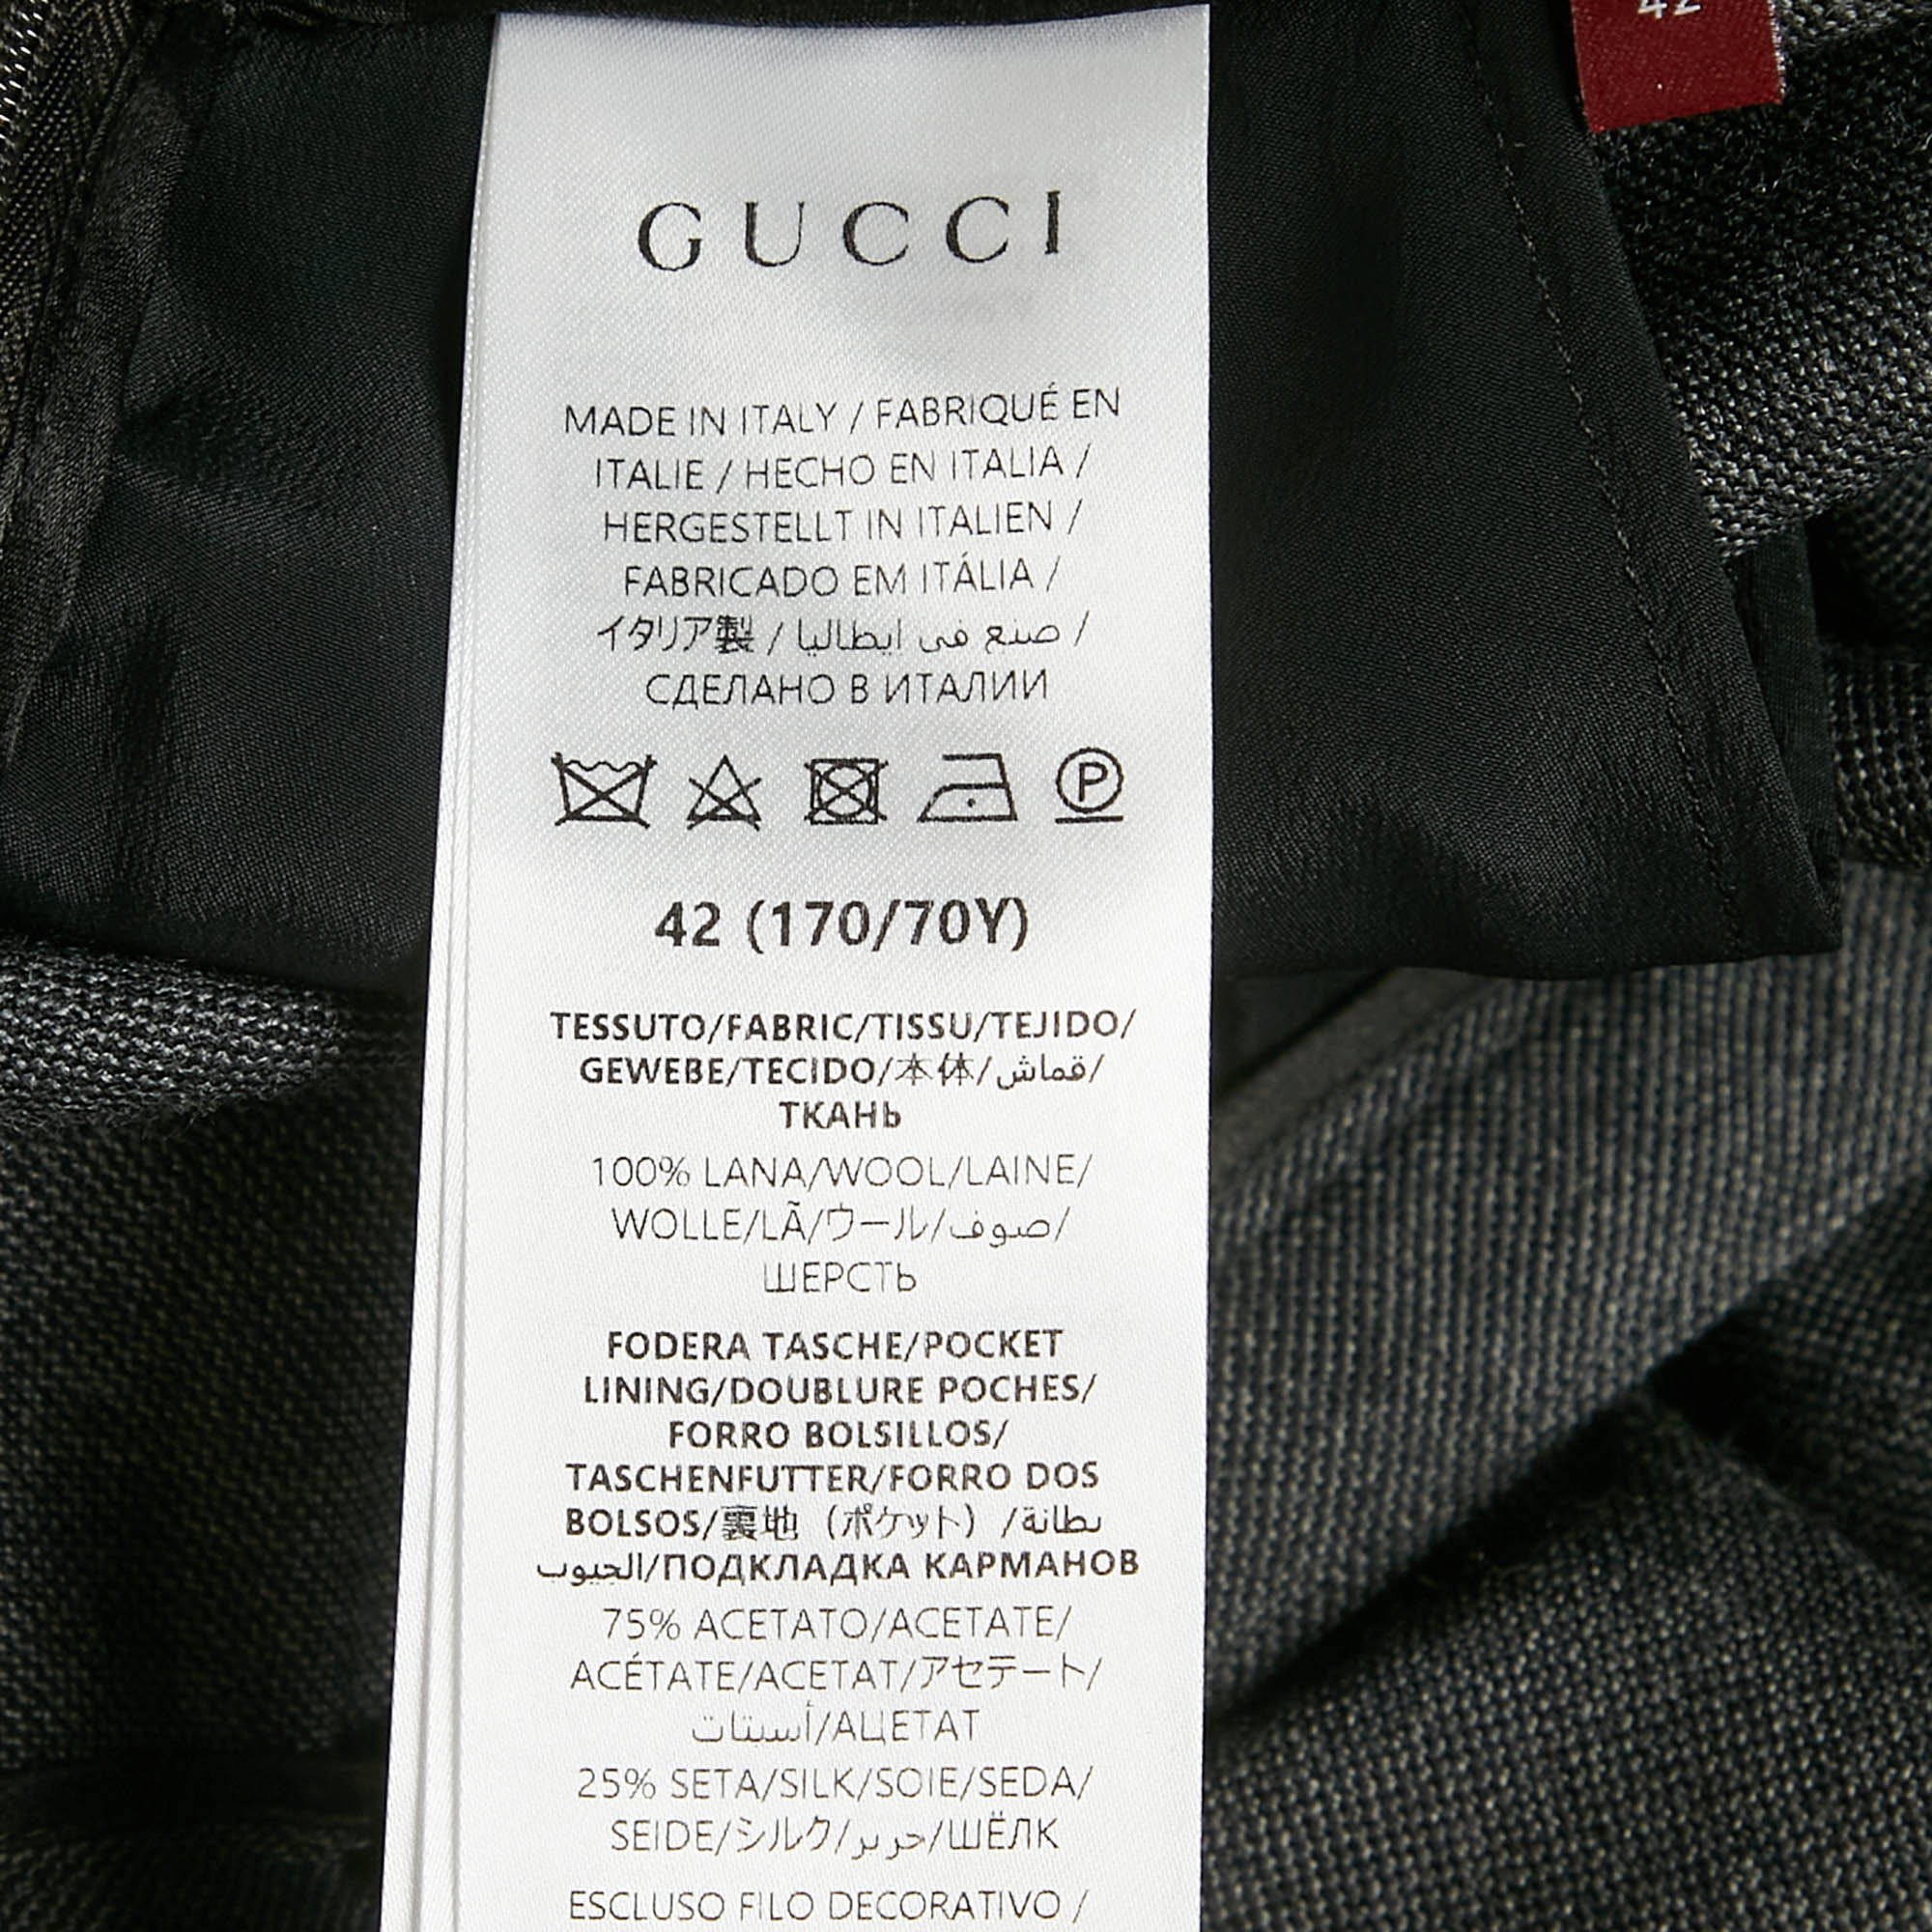 42
GUCCI
MADE IN ITALY / FABRIQUÉ EN
ITALIE / HECHO EN ITALIA /
HERGESTELLT IN ITALIEN /
FABRICADO EM ITÁLIA /
イタリア製 / صنع في ايطاليا /
СДЕЛАНО В ИТАЛИИ
P
42 (170/70Y)
TESSUTO/FABRIC/TISSU/TEJIDO/
GEWEBE/TECIDO/本体/قماش/
ТКАНЬ
100% LANA/WOOL/LAINE/
WOLLE/LÃ/ウール/صوف/
ШЕРСТЬ
FODERA TASCHE/POCKET
LINING/DOUBLURE POCHES/
FORRO BOLSILLOS/
TASCHENFUTTER/FORRO DOS
BOLSOS/裏地（ポケット）/بطانة
الجيوب/ПОДКЛАДКА КАРМАНОВ
75% ACETATO/ACETATE/
ACÉTATE/ACETAT/アセテート/
أسيتات/АЦЕТАТ
25% SETA/SILK/SOIE/SEDA/
SEIDE/シルク/حرير/ШЁЛК
ESCLUSO FILO DECORATIVO /